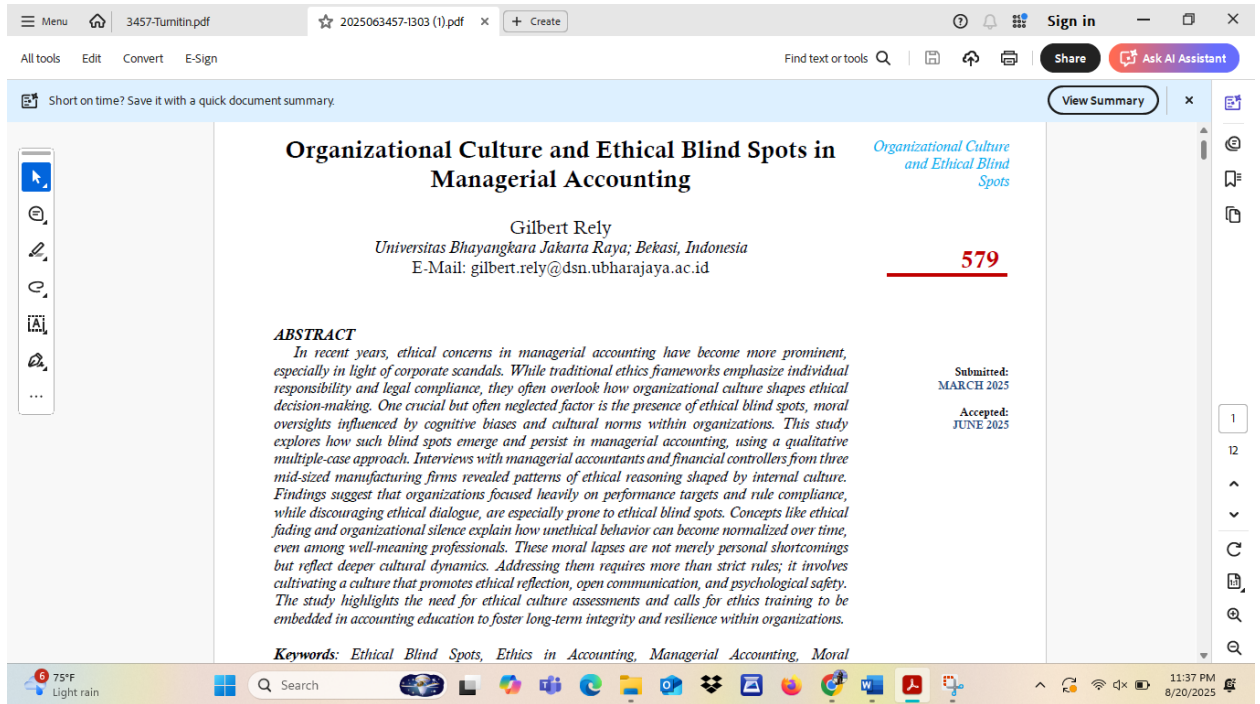 Menu
3457-Turnitin.pdf
2025063457-1303 (1).pdf
+ Create
Sign in
All tools
Edit
Convert
E-Sign
Find text or tools
Share
Ask AI Assistant
Short on time? Save it with a quick document summary.
View Summary
Organizational Culture and Ethical Blind Spots in
Managerial Accounting
Organizational Culture
and Ethical Blind
Spots
Gilbert Rely
Universitas Bhayangkara Jakarta Raya; Bekasi, Indonesia
E-Mail: gilbert.rely@dsn.ubharajaya.ac.id
579
ABSTRACT
In recent years, ethical concerns in managerial accounting have become more prominent,
especially in light of corporate scandals. While traditional ethics frameworks emphasize individual
responsibility and legal compliance, they often overlook how organizational culture shapes ethical
decision-making. One crucial but often neglected factor is the presence of ethical blind spots, moral
oversights influenced by cognitive biases and cultural norms within organizations. This study
explores how such blind spots emerge and persist in managerial accounting, using a qualitative
multiple-case approach. Interviews with managerial accountants and financial controllers from three
mid-sized manufacturing firms revealed patterns of ethical reasoning shaped by internal culture.
Findings suggest that organizations focused heavily on performance targets and rule compliance,
while discouraging ethical dialogue, are especially prone to ethical blind spots. Concepts like ethical
fading and organizational silence explain how unethical behavior can become normalized over time,
even among well-meaning professionals. These moral lapses are not merely personal shortcomings
but reflect deeper cultural dynamics. Addressing them requires more than strict rules; it involves
cultivating a culture that promotes ethical reflection, open communication, and psychological safety.
The study highlights the need for ethical culture assessments and calls for ethics training to be
embedded in accounting education to foster long-term integrity and resilience within organizations.
Keywords: Ethical Blind Spots, Ethics in Accounting, Managerial Accounting, Moral
Submitted:
MARCH 2025
Accepted:
JUNE 2025
1
12
6
75°F
Light rain
Search
11:37 PM
8/20/2025